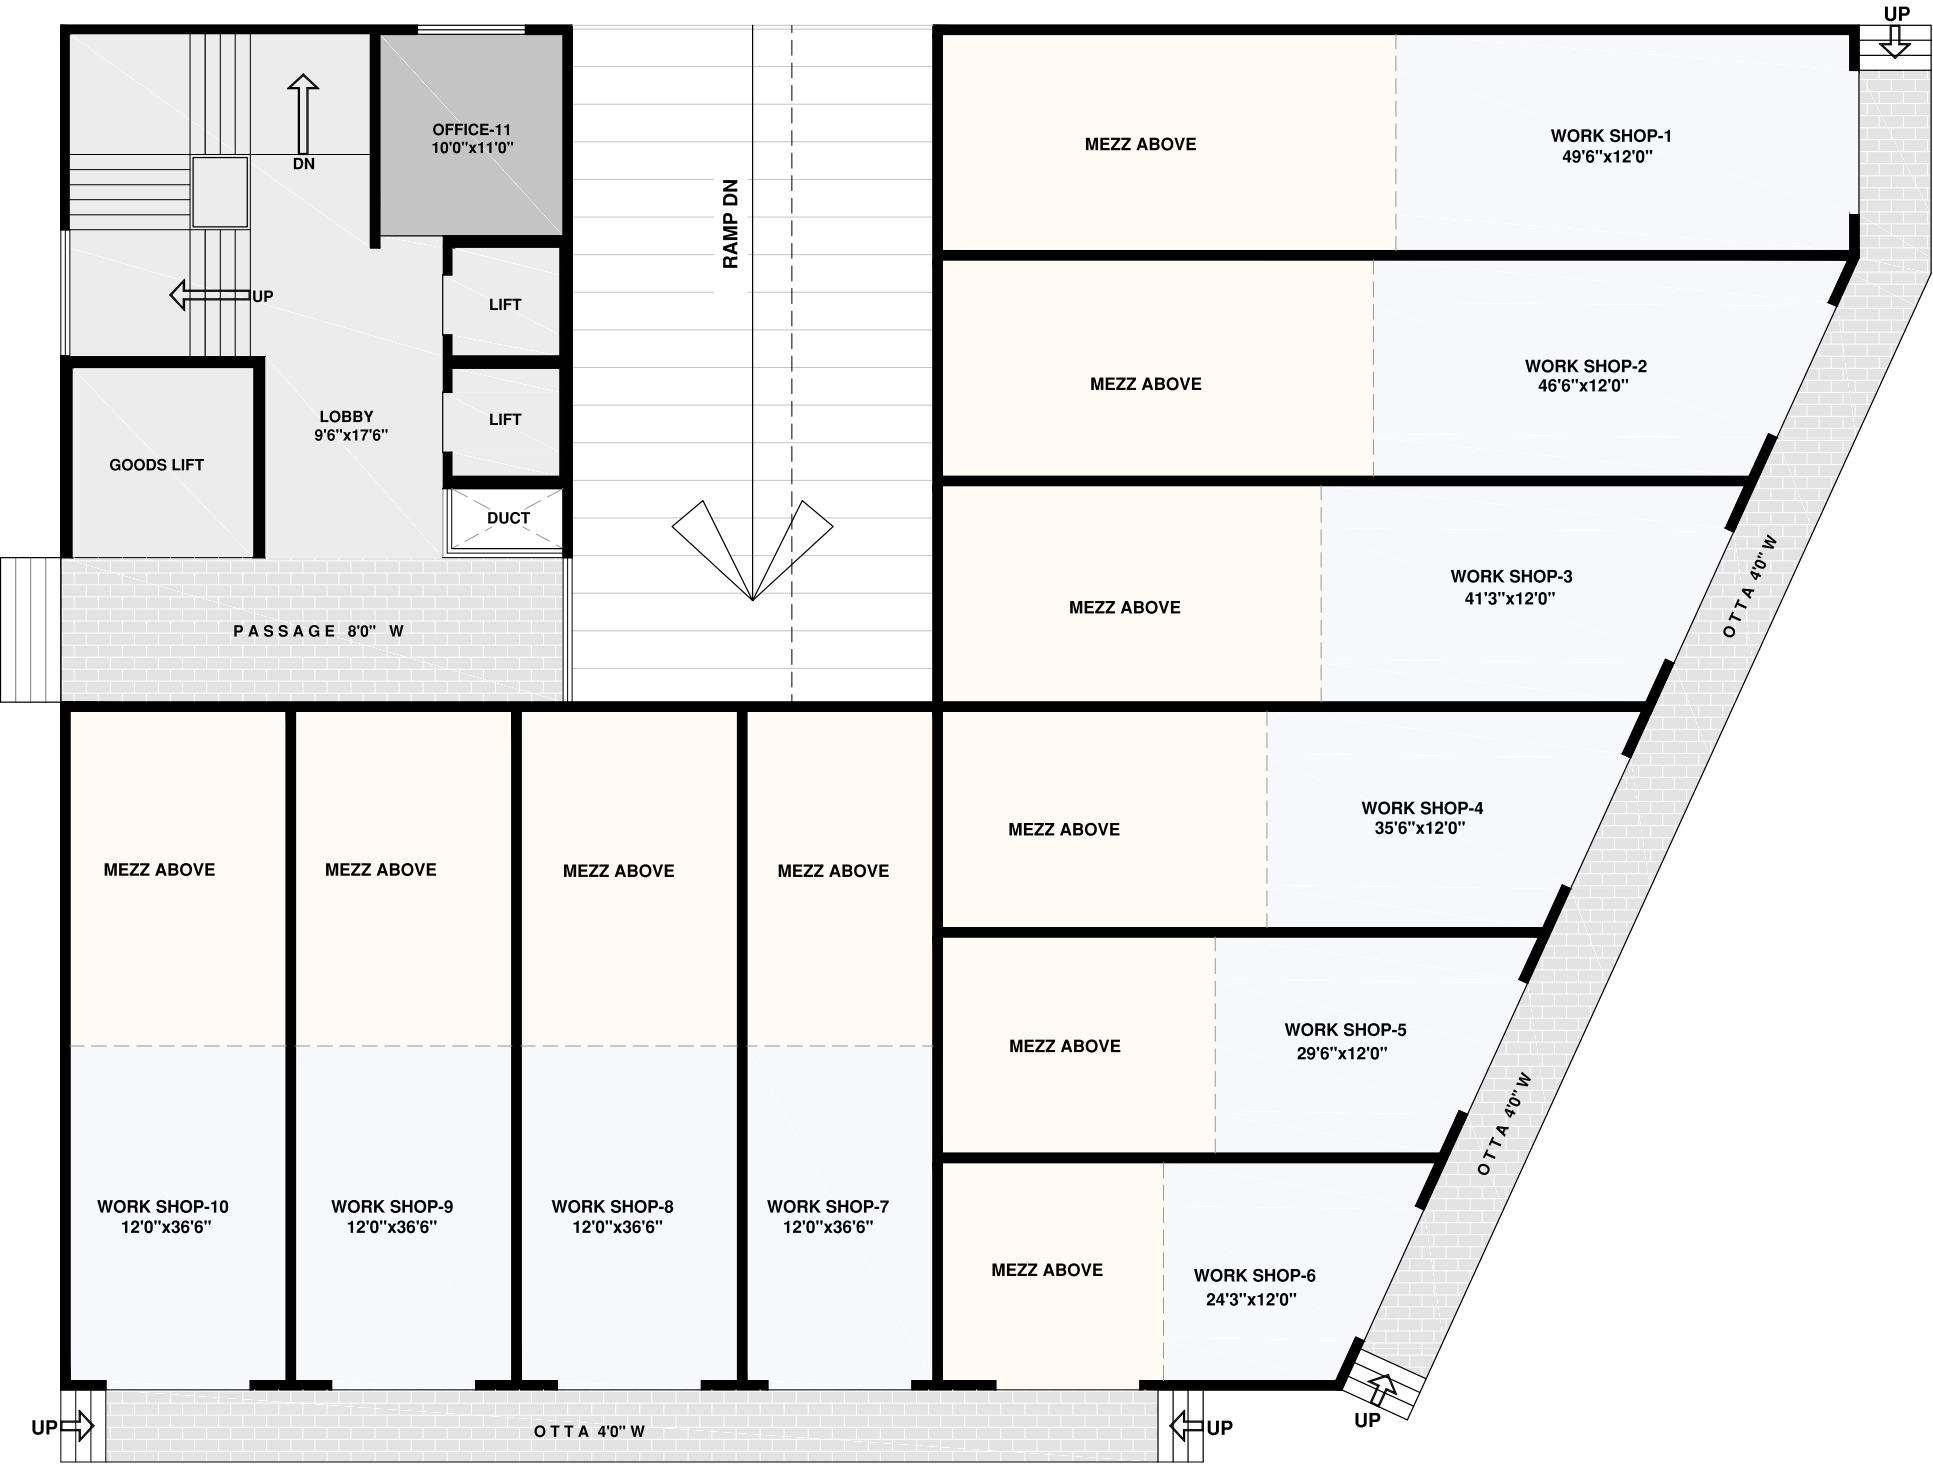 UP
OFFICE-11
10'0"x11'0"
DN
UP
LIFT
LIFT
LOBBY
9'6"x17'6"
GOODS LIFT
DUCT
PASSAGE 8'0" W
RAMP DN
MEZZ ABOVE
WORK SHOP-1
49'6"x12'0"
MEZZ ABOVE
WORK SHOP-2
46'6"x12'0"
MEZZ ABOVE
WORK SHOP-3
41'3"x12'0"
OTTA 4'0" W
MEZZ ABOVE
WORK SHOP-4
35'6"x12'0"
MEZZ ABOVE
WORK SHOP-5
29'6"x12'0"
OTTA 4'0" W
MEZZ ABOVE
WORK SHOP-6
24'3"x12'0"
MEZZ ABOVE
MEZZ ABOVE
MEZZ ABOVE
MEZZ ABOVE
WORK SHOP-10
12'0"x36'6"
WORK SHOP-9
12'0"x36'6"
WORK SHOP-8
12'0"x36'6"
WORK SHOP-7
12'0"x36'6"
UP
OTTA 4'0" W
UP
UP